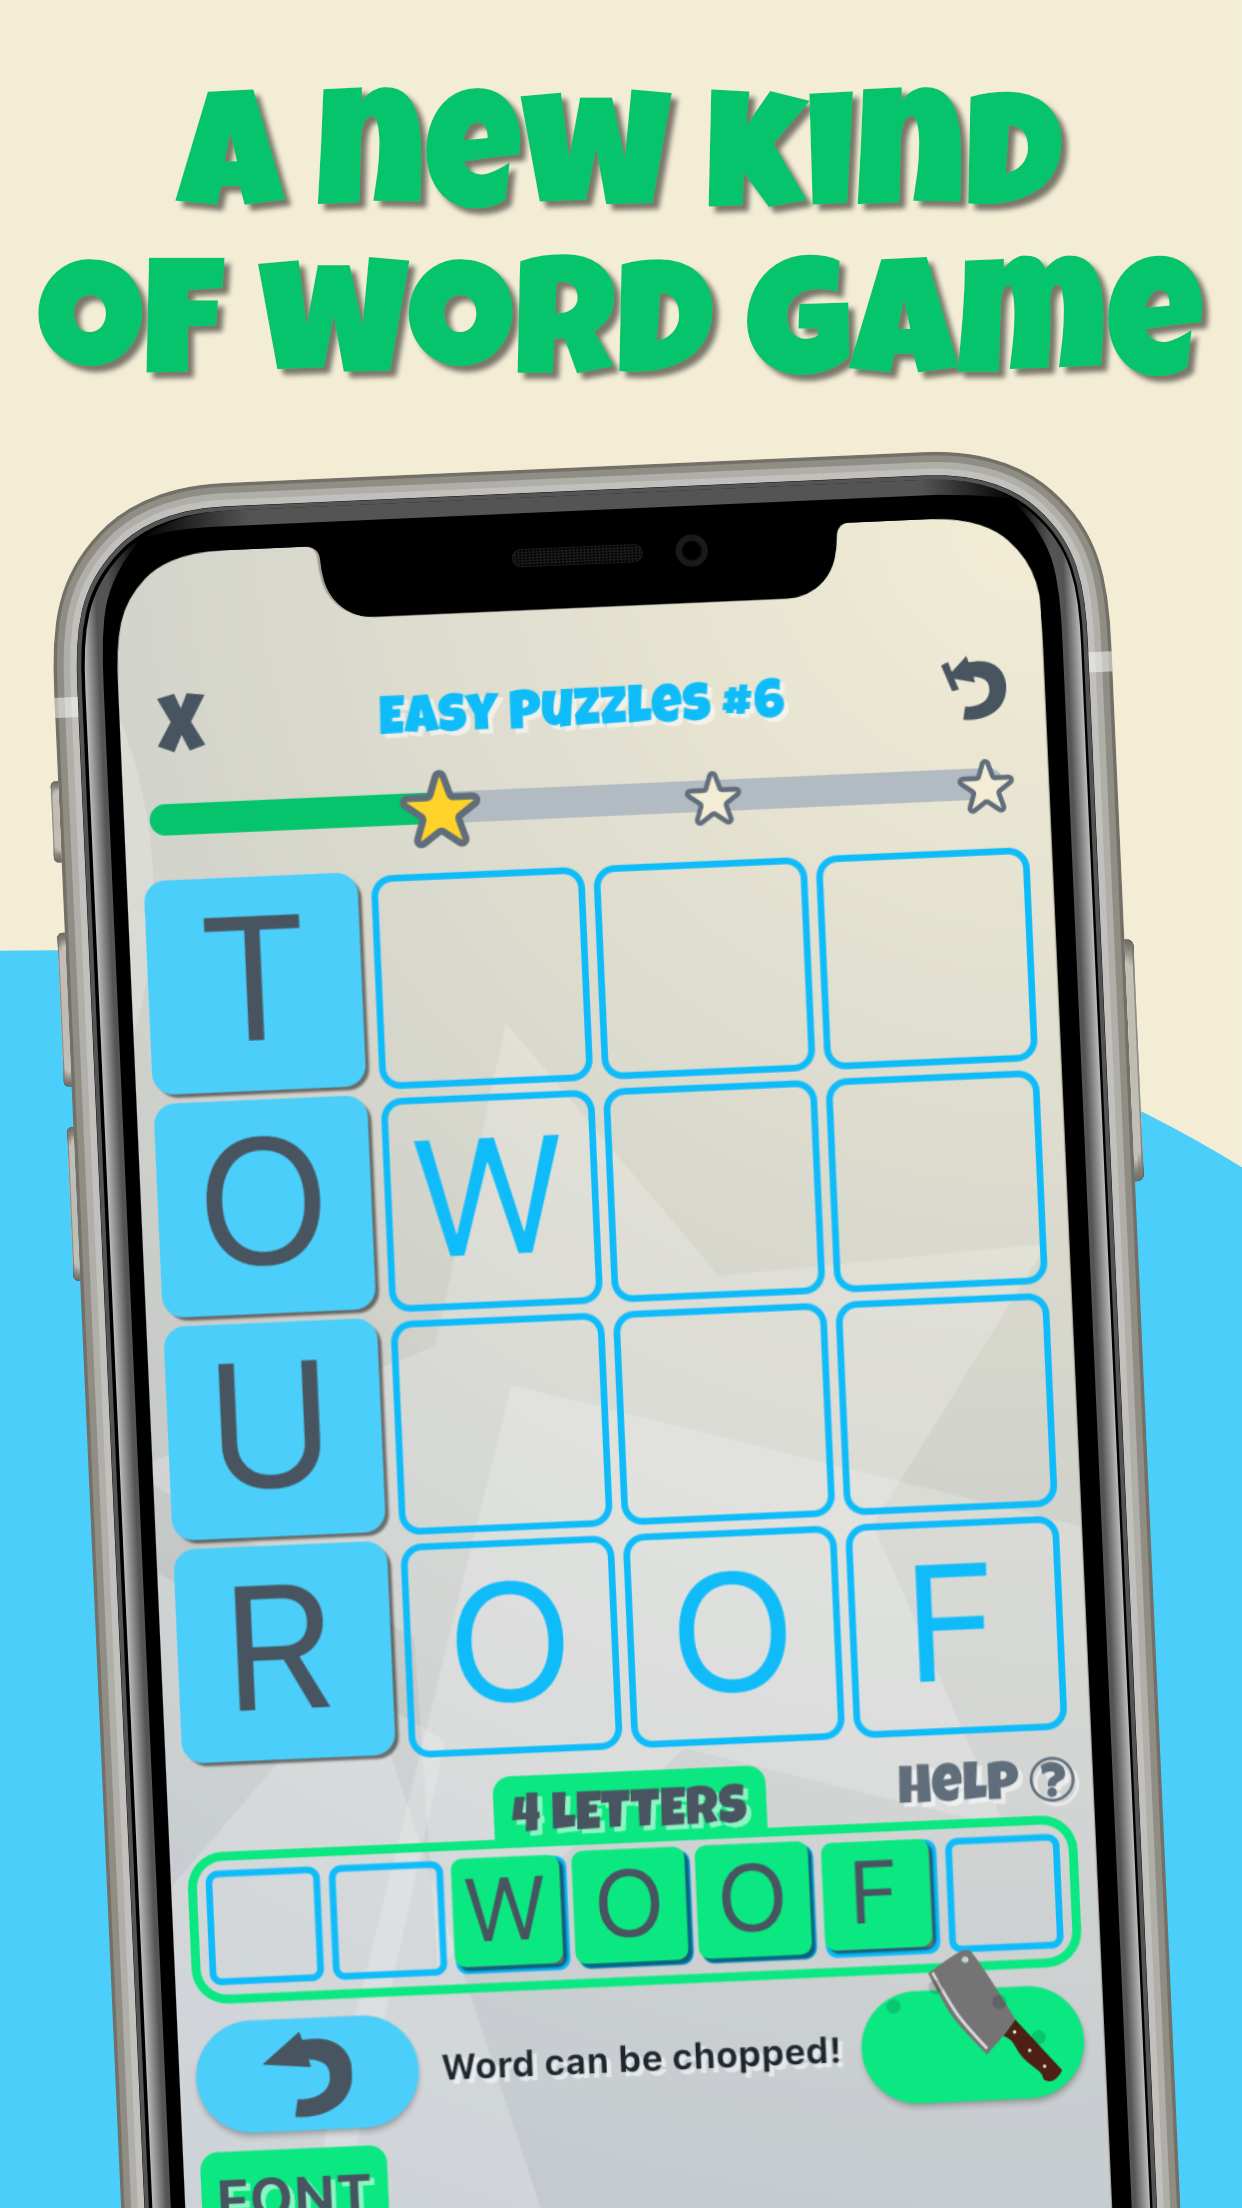 A new KIND
OF WORD GAme
X
EASY PUZZLeS #6
T
O W
U
R O O F
HeLP ?
4 LETTERS
W O O F
Word can be chopped!
FONT